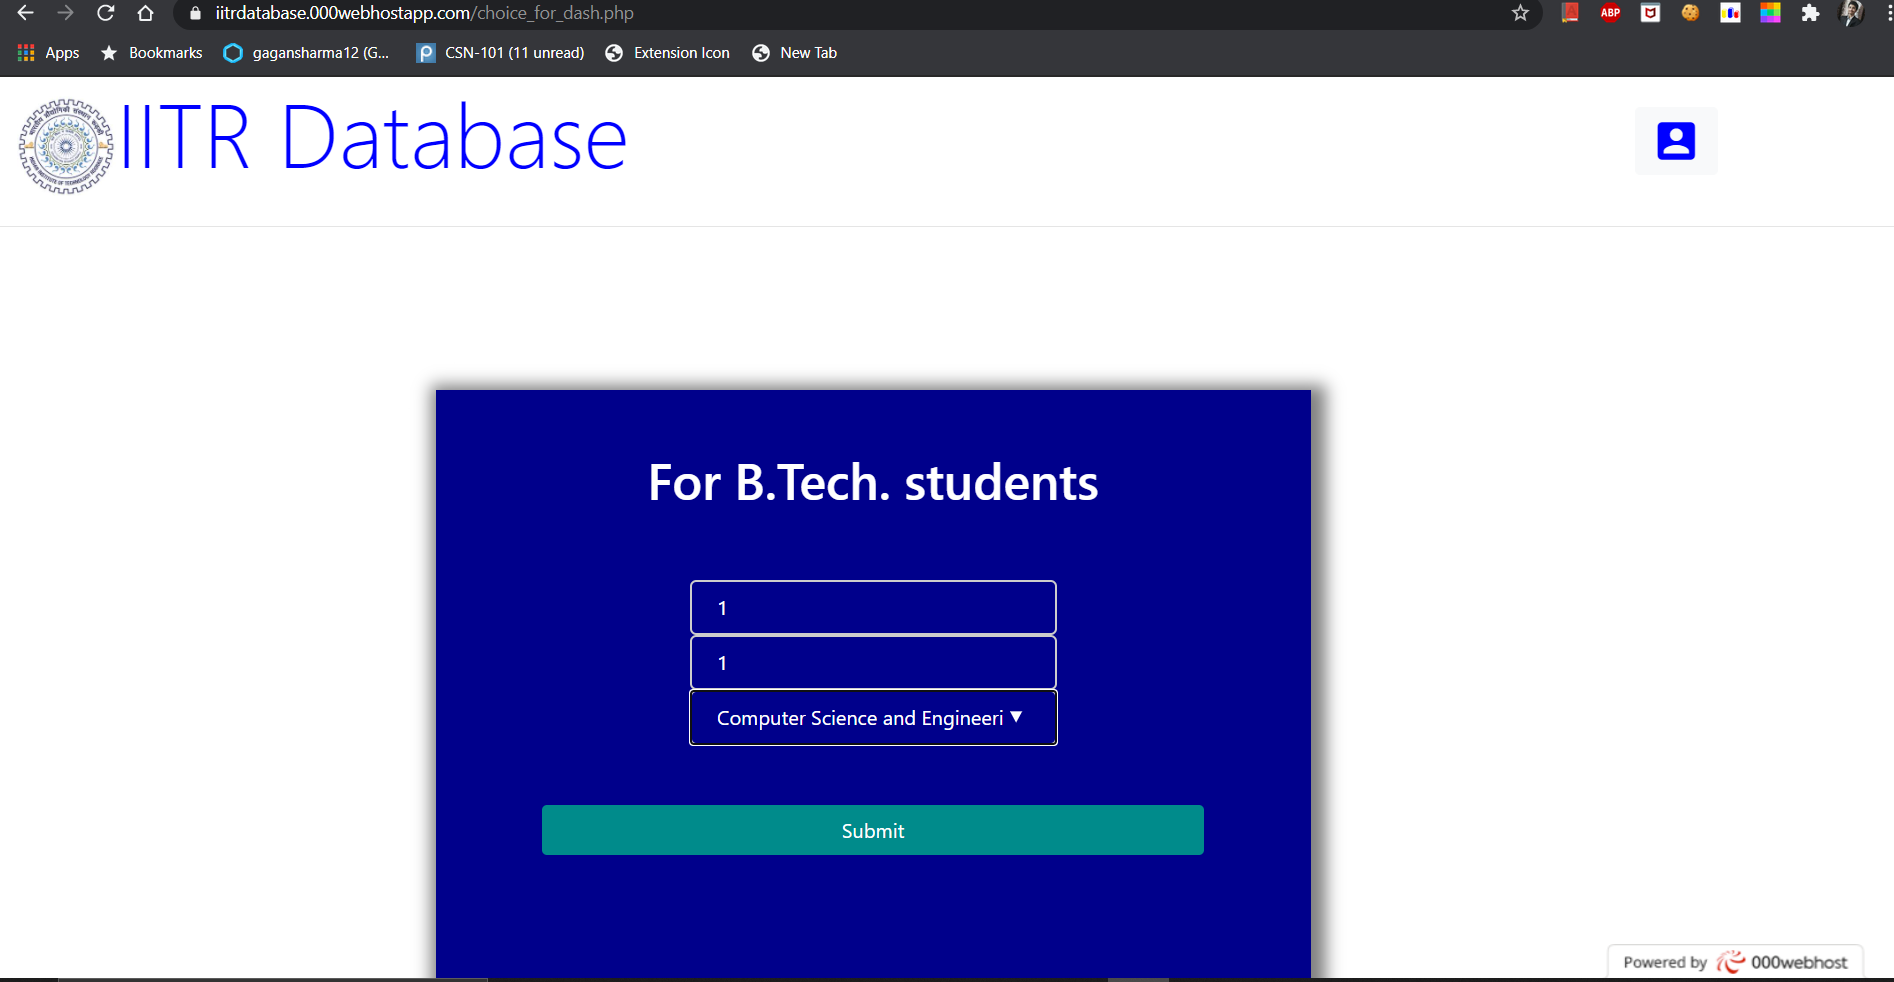 iitrdatabase.000webhostapp.com/choice_for_dash.php
ABP
Apps Bookmarks gagansharma12 (G... CSN-101 (11 unread) Extension Icon New Tab
IITR Database
For B.Tech. students
1
1
Computer Science and Engineeri ▼
Submit
Powered by 000webhost